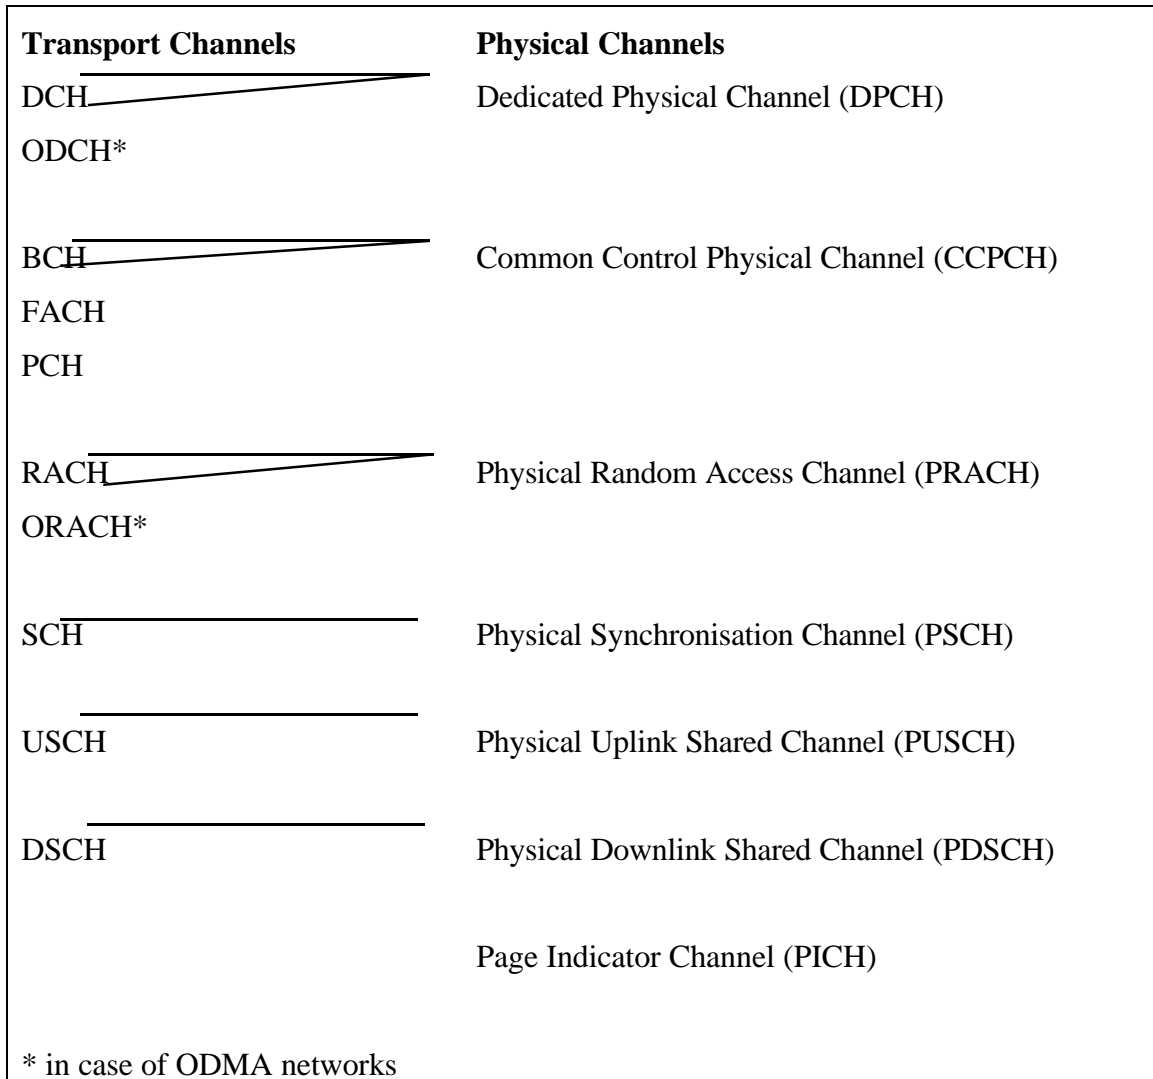 Transport Channels Physical Channels
DCH Dedicated Physical Channel (DPCH)
ODCH*
BCH Common Control Physical Channel (CCPCH)
FACH
PCH
RACH Physical Random Access Channel (PRACH)
ORACH*
SCH Physical Synchronisation Channel (PSCH)
USCH Physical Uplink Shared Channel (PUSCH)
DSCH Physical Downlink Shared Channel (PDSCH)
Page Indicator Channel (PICH)
* in case of ODMA networks